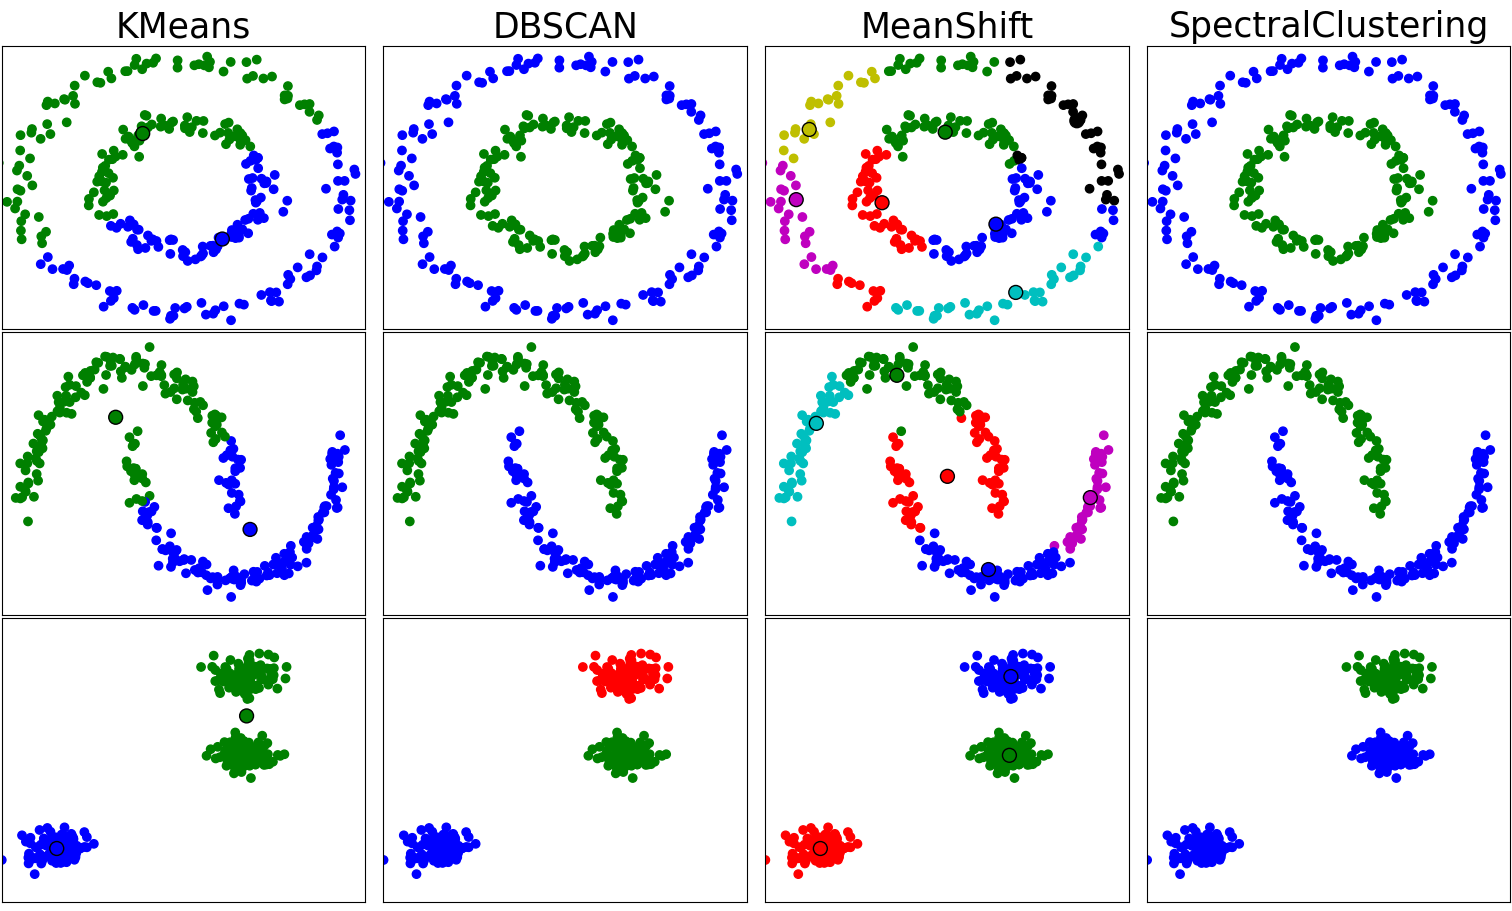 KMeans
DBSCAN
MeanShift
SpectralClustering